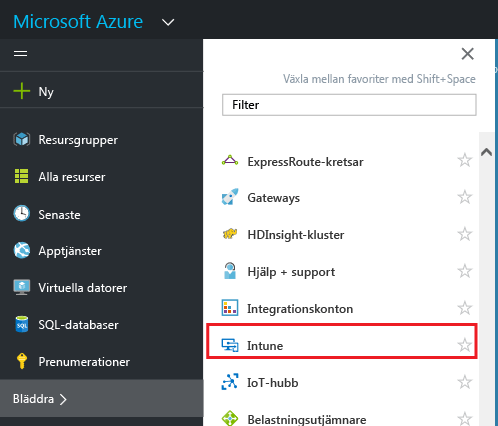 Microsoft Azure
Ny
Resursgrupper
Alla resurser
Senaste
Apptjänster
Virtuella datorer
SQL-databaser
Prenumerationer
Bläddra
Växla mellan favoriter med Shift+Space
Filter
ExpressRoute-kretsar
Gateways
HDInsight-kluster
Hjälp + support
Integrationskonton
Intune
IoT-hubb
Belastningsutjämnare